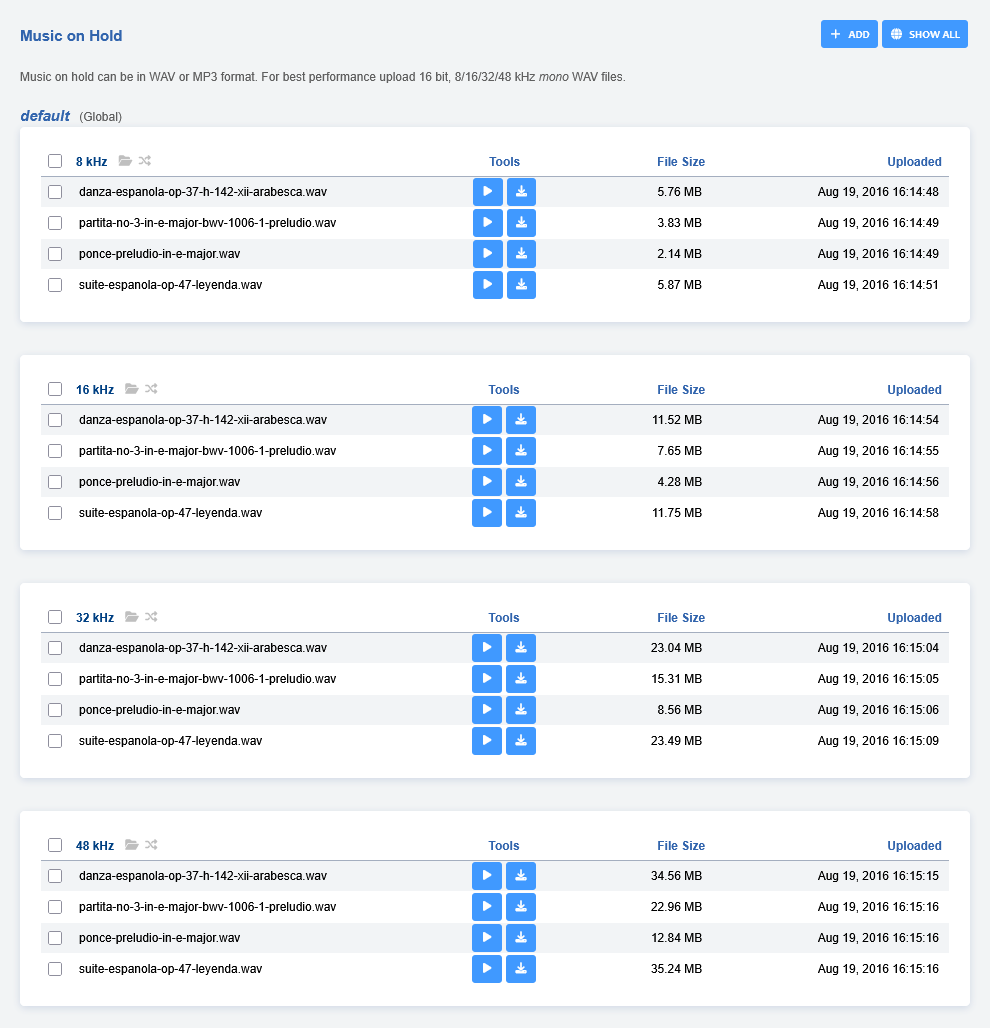 Music on Hold ADD SHOW ALL
Music on hold can be in WAV or MP3 format. For best performance upload 16 bit, 8/16/32/48 kHz mono WAV files.
default (Global)
8 kHz Tools File Size Uploaded
danza-espanola-op-37-h-142-xii-arabesca.wav 5.76 MB Aug 19, 2016 16:14:48
partita-no-3-in-e-major-bwv-1006-1-preludio.wav 3.83 MB Aug 19, 2016 16:14:49
ponce-preludio-in-e-major.wav 2.14 MB Aug 19, 2016 16:14:49
suite-espanola-op-47-leyenda.wav 5.87 MB Aug 19, 2016 16:14:51
16 kHz Tools File Size Uploaded
danza-espanola-op-37-h-142-xii-arabesca.wav 11.52 MB Aug 19, 2016 16:14:54
partita-no-3-in-e-major-bwv-1006-1-preludio.wav 7.65 MB Aug 19, 2016 16:14:55
ponce-preludio-in-e-major.wav 4.28 MB Aug 19, 2016 16:14:56
suite-espanola-op-47-leyenda.wav 11.75 MB Aug 19, 2016 16:14:58
32 kHz Tools File Size Uploaded
danza-espanola-op-37-h-142-xii-arabesca.wav 23.04 MB Aug 19, 2016 16:15:04
partita-no-3-in-e-major-bwv-1006-1-preludio.wav 15.31 MB Aug 19, 2016 16:15:05
ponce-preludio-in-e-major.wav 8.56 MB Aug 19, 2016 16:15:06
suite-espanola-op-47-leyenda.wav 23.49 MB Aug 19, 2016 16:15:09
48 kHz Tools File Size Uploaded
danza-espanola-op-37-h-142-xii-arabesca.wav 34.56 MB Aug 19, 2016 16:15:15
partita-no-3-in-e-major-bwv-1006-1-preludio.wav 22.96 MB Aug 19, 2016 16:15:16
ponce-preludio-in-e-major.wav 12.84 MB Aug 19, 2016 16:15:16
suite-espanola-op-47-leyenda.wav 35.24 MB Aug 19, 2016 16:15:16